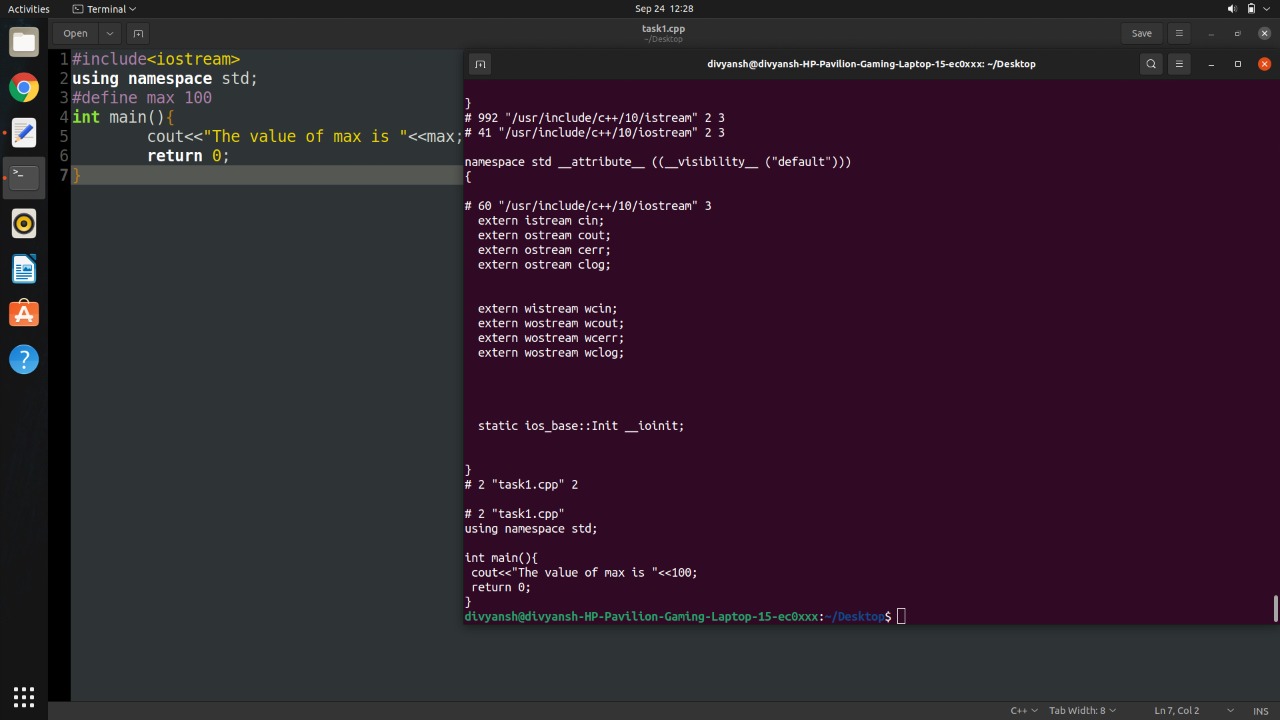 Activities
Terminal
Sep 24 12:28
Open
task1.cpp
~/Desktop
Save
1 #include<iostream>
2 using namespace std;
3 #define max 100
4 int main(){
5 cout<<"The value of max is "<<max;
6 return 0;
7 }
divyansh@divyansh-HP-Pavilion-Gaming-Laptop-15-ec0xxx: ~/Desktop
}
# 992 "/usr/include/c++/10/istream" 2 3
# 41 "/usr/include/c++/10/iostream" 2 3
namespace std __attribute__ ((__visibility__ ("default")))
{
# 60 "/usr/include/c++/10/iostream" 3
extern istream cin;
extern ostream cout;
extern ostream cerr;
extern ostream clog;
extern wistream wcin;
extern wostream wcout;
extern wostream wcerr;
extern wostream wclog;
static ios_base::Init __ioinit;
}
# 2 "task1.cpp" 2
# 2 "task1.cpp"
using namespace std;
int main(){
cout<<"The value of max is "<<100;
return 0;
}
divyansh@divyansh-HP-Pavilion-Gaming-Laptop-15-ec0xxx:~/Desktop$
C++
Tab Width: 8
Ln 7, Col 2
INS